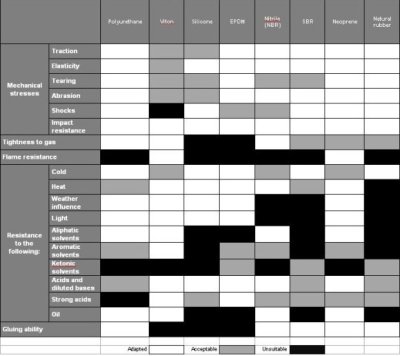 Polyurethane Viton Silicone EPDM Nitrile (NBR) SBR Neoprene Natural rubber
Mechanical stresses
Traction
Elasticity
Tearing
Abrasion
Shocks
Impact resistance
Tightness to gas
Flame resistance
Resistance to the following:
Cold
Heat
Weather influence
Light
Aliphatic solvents
Aromatic solvents
Ketonic solvents
Acids and diluted bases
Strong acids
Oil
Gluing ability
Adapted Acceptable Unsuitable